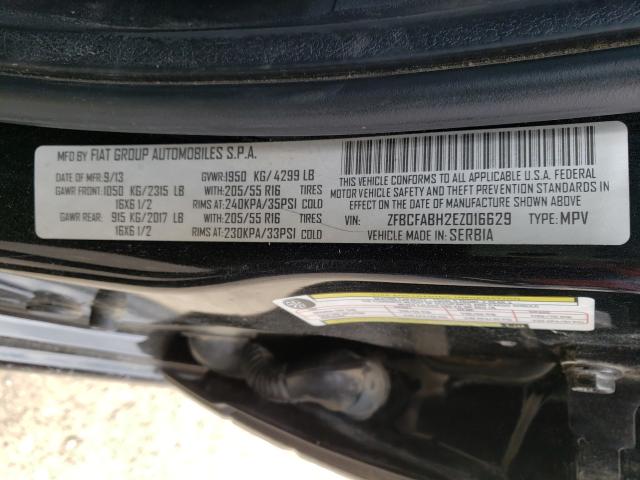 MFD BY FIAT GROUP AUTOMOBILES S.P.A.
DATE OF MFR: 9/13 GVWR: 1950 KG/4299 LB
GAWR FRONT: 1050 KG/2315 LB WITH: 205/55 R16 TIRES
16X6 1/2 RIMS AT: 240KPA/35PSI COLD
GAWR REAR: 915 KG/2017 LB WITH: 205/55 R16 TIRES
16X6 1/2 RIMS AT: 230KPA/33PSI COLD
THIS VEHICLE CONFORMS TO ALL APPLICABLE U.S.A. FEDERAL
MOTOR VEHICLE SAFETY, BUMPER, AND THEFT PREVENTION
STANDARDS IN EFFECT ON THE DATE OF MANUFACTURE SHOWN ABOVE.
VIN: ZFBCFABH2EZ016629 TYPE: MPV
VEHICLE MADE IN: SERBIA